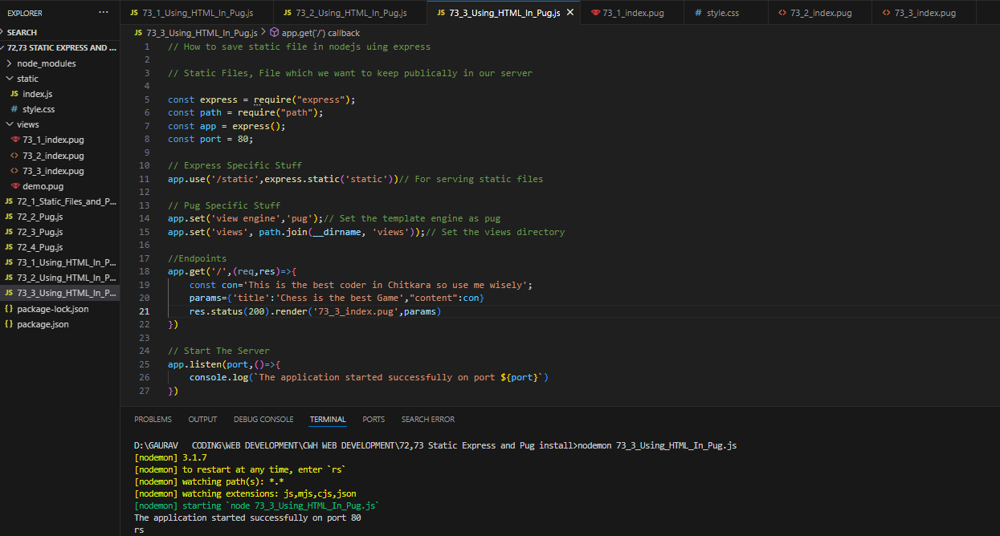 EXPLORER ···
73_1_Using_HTML_In_Pug.js 73_2_Using_HTML_In_Pug.js 73_3_Using_HTML_In_Pug.js 73_1_index.pug style.css 73_2_index.pug 73_3_index.pug
SEARCH
72,73 STATIC EXPRESS AND ...
node_modules
static
index.js
style.css
views
73_1_index.pug
73_2_index.pug
73_3_index.pug
demo.pug
72_1_Static_Files_and_P...
72_2_Pug.js
72_3_Pug.js
72_4_Pug.js
73_1_Using_HTML_In_P...
73_2_Using_HTML_In_P...
73_3_Using_HTML_In_P...
package-lock.json
package.json
JS 73_3_Using_HTML_In_Pug.js > app.get('/') callback
1 // How to save static file in nodejs uing express
2
3 // Static Files, File which we want to keep publically in our server
4
5 const express = require("express");
6 const path = require("path");
7 const app = express();
8 const port = 80;
9
10 // Express Specific Stuff
11 app.use('/static',express.static('static'))// For serving static files
12
13 // Pug Specific Stuff
14 app.set('view engine','pug');// Set the template engine as pug
15 app.set('views', path.join(__dirname, 'views'));// Set the views directory
16
17 //Endpoints
18 app.get('/',(req,res)=>{
19 const con='This is the best coder in Chitkara so use me wisely';
20 params={'title':'Chess is the best Game',"content":con}
21 res.status(200).render('73_3_index.pug',params)
22 })
23
24 // Start The Server
25 app.listen(port,()=>{
26 console.log(`The application started successfully on port ${port}`)
27 })
PROBLEMS OUTPUT DEBUG CONSOLE TERMINAL PORTS SEARCH ERROR
D:\GAURAV CODING\WEB DEVELOPMENT\CWH WEB DEVELOPMENT\72,73 Static Express and Pug install>nodemon 73_3_Using_HTML_In_Pug.js
[nodemon] 3.1.7
[nodemon] to restart at any time, enter `rs`
[nodemon] watching path(s): *.*
[nodemon] watching extensions: js,mjs,cjs,json
[nodemon] starting `node 73_3_Using_HTML_In_Pug.js`
The application started successfully on port 80
rs